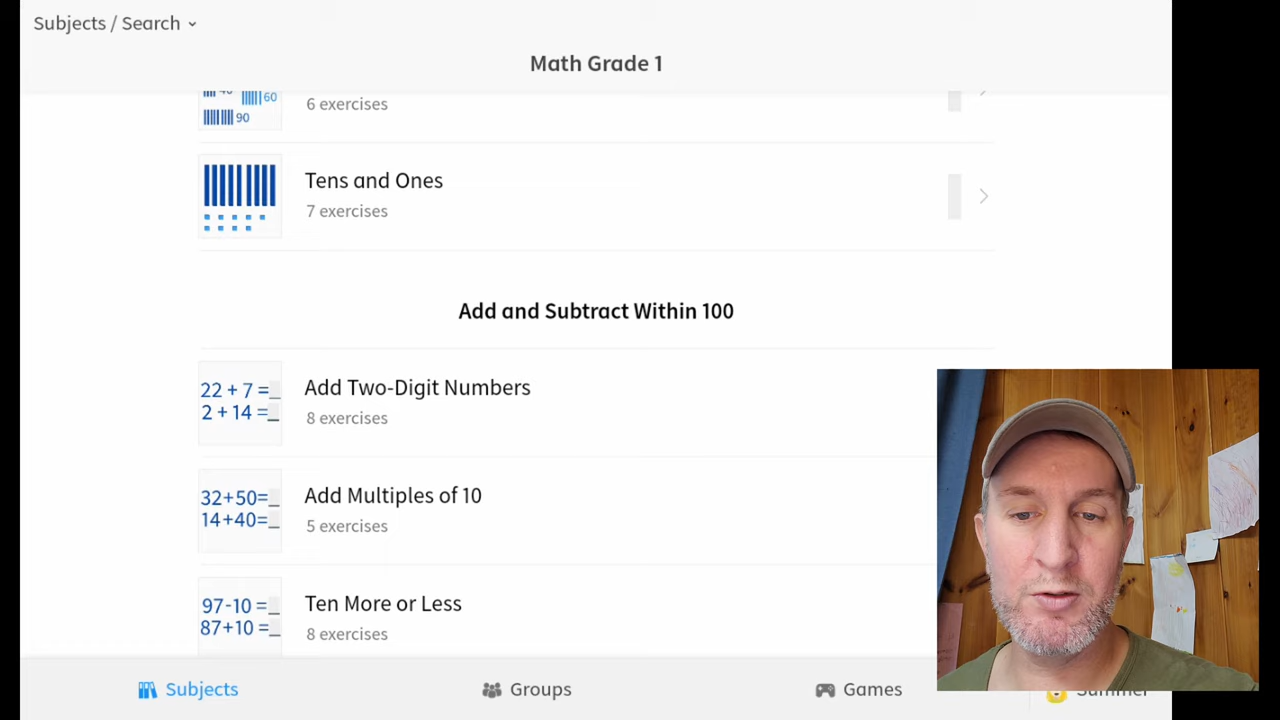 Subjects / Search
Math Grade 1
60
90
6 exercises
Tens and Ones
7 exercises
Add and Subtract Within 100
22 + 7 =_
2 + 14 =_
Add Two-Digit Numbers
8 exercises
32+50=_
14+40=_
Add Multiples of 10
5 exercises
97-10 =_
87+10 =_
Ten More or Less
8 exercises
Subjects
Groups
Games
Summer